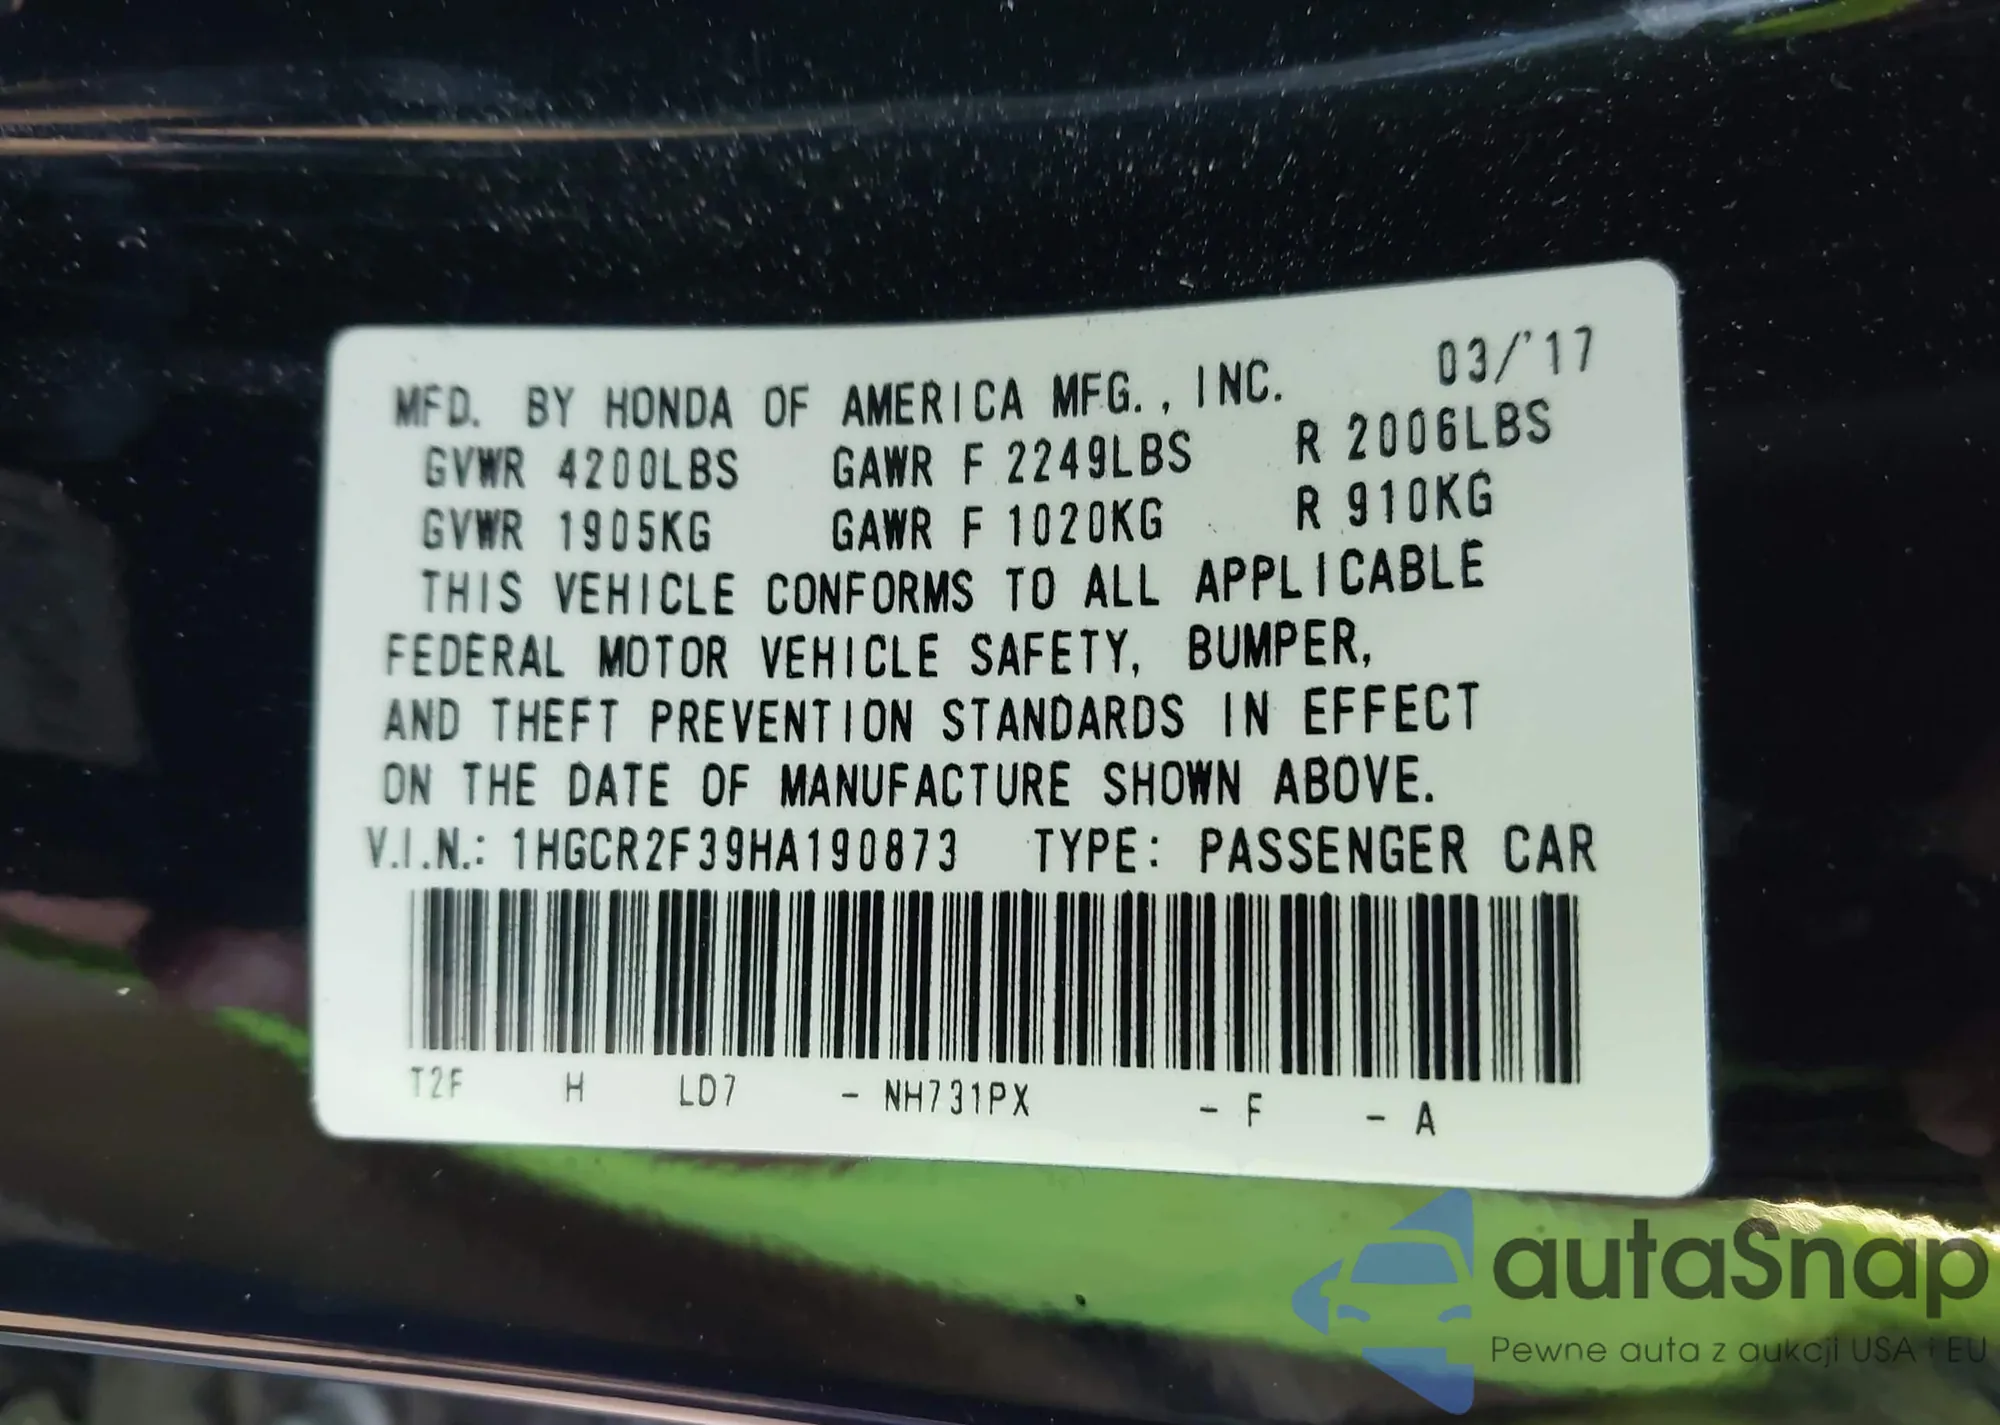 MFD. BY HONDA OF AMERICA MFG., INC. 03/'17
GVWR 4200LBS GAWR F 2249LBS R 2006LBS
GVWR 1905KG GAWR F 1020KG R 910KG
THIS VEHICLE CONFORMS TO ALL APPLICABLE
FEDERAL MOTOR VEHICLE SAFETY, BUMPER,
AND THEFT PREVENTION STANDARDS IN EFFECT
ON THE DATE OF MANUFACTURE SHOWN ABOVE.
V.I.N.: 1HGCR2F39HA190873 TYPE: PASSENGER CAR
T2F H LD7 - NH731PX - F - A
autaSnap
Pewne auta z aukcji USA i EU